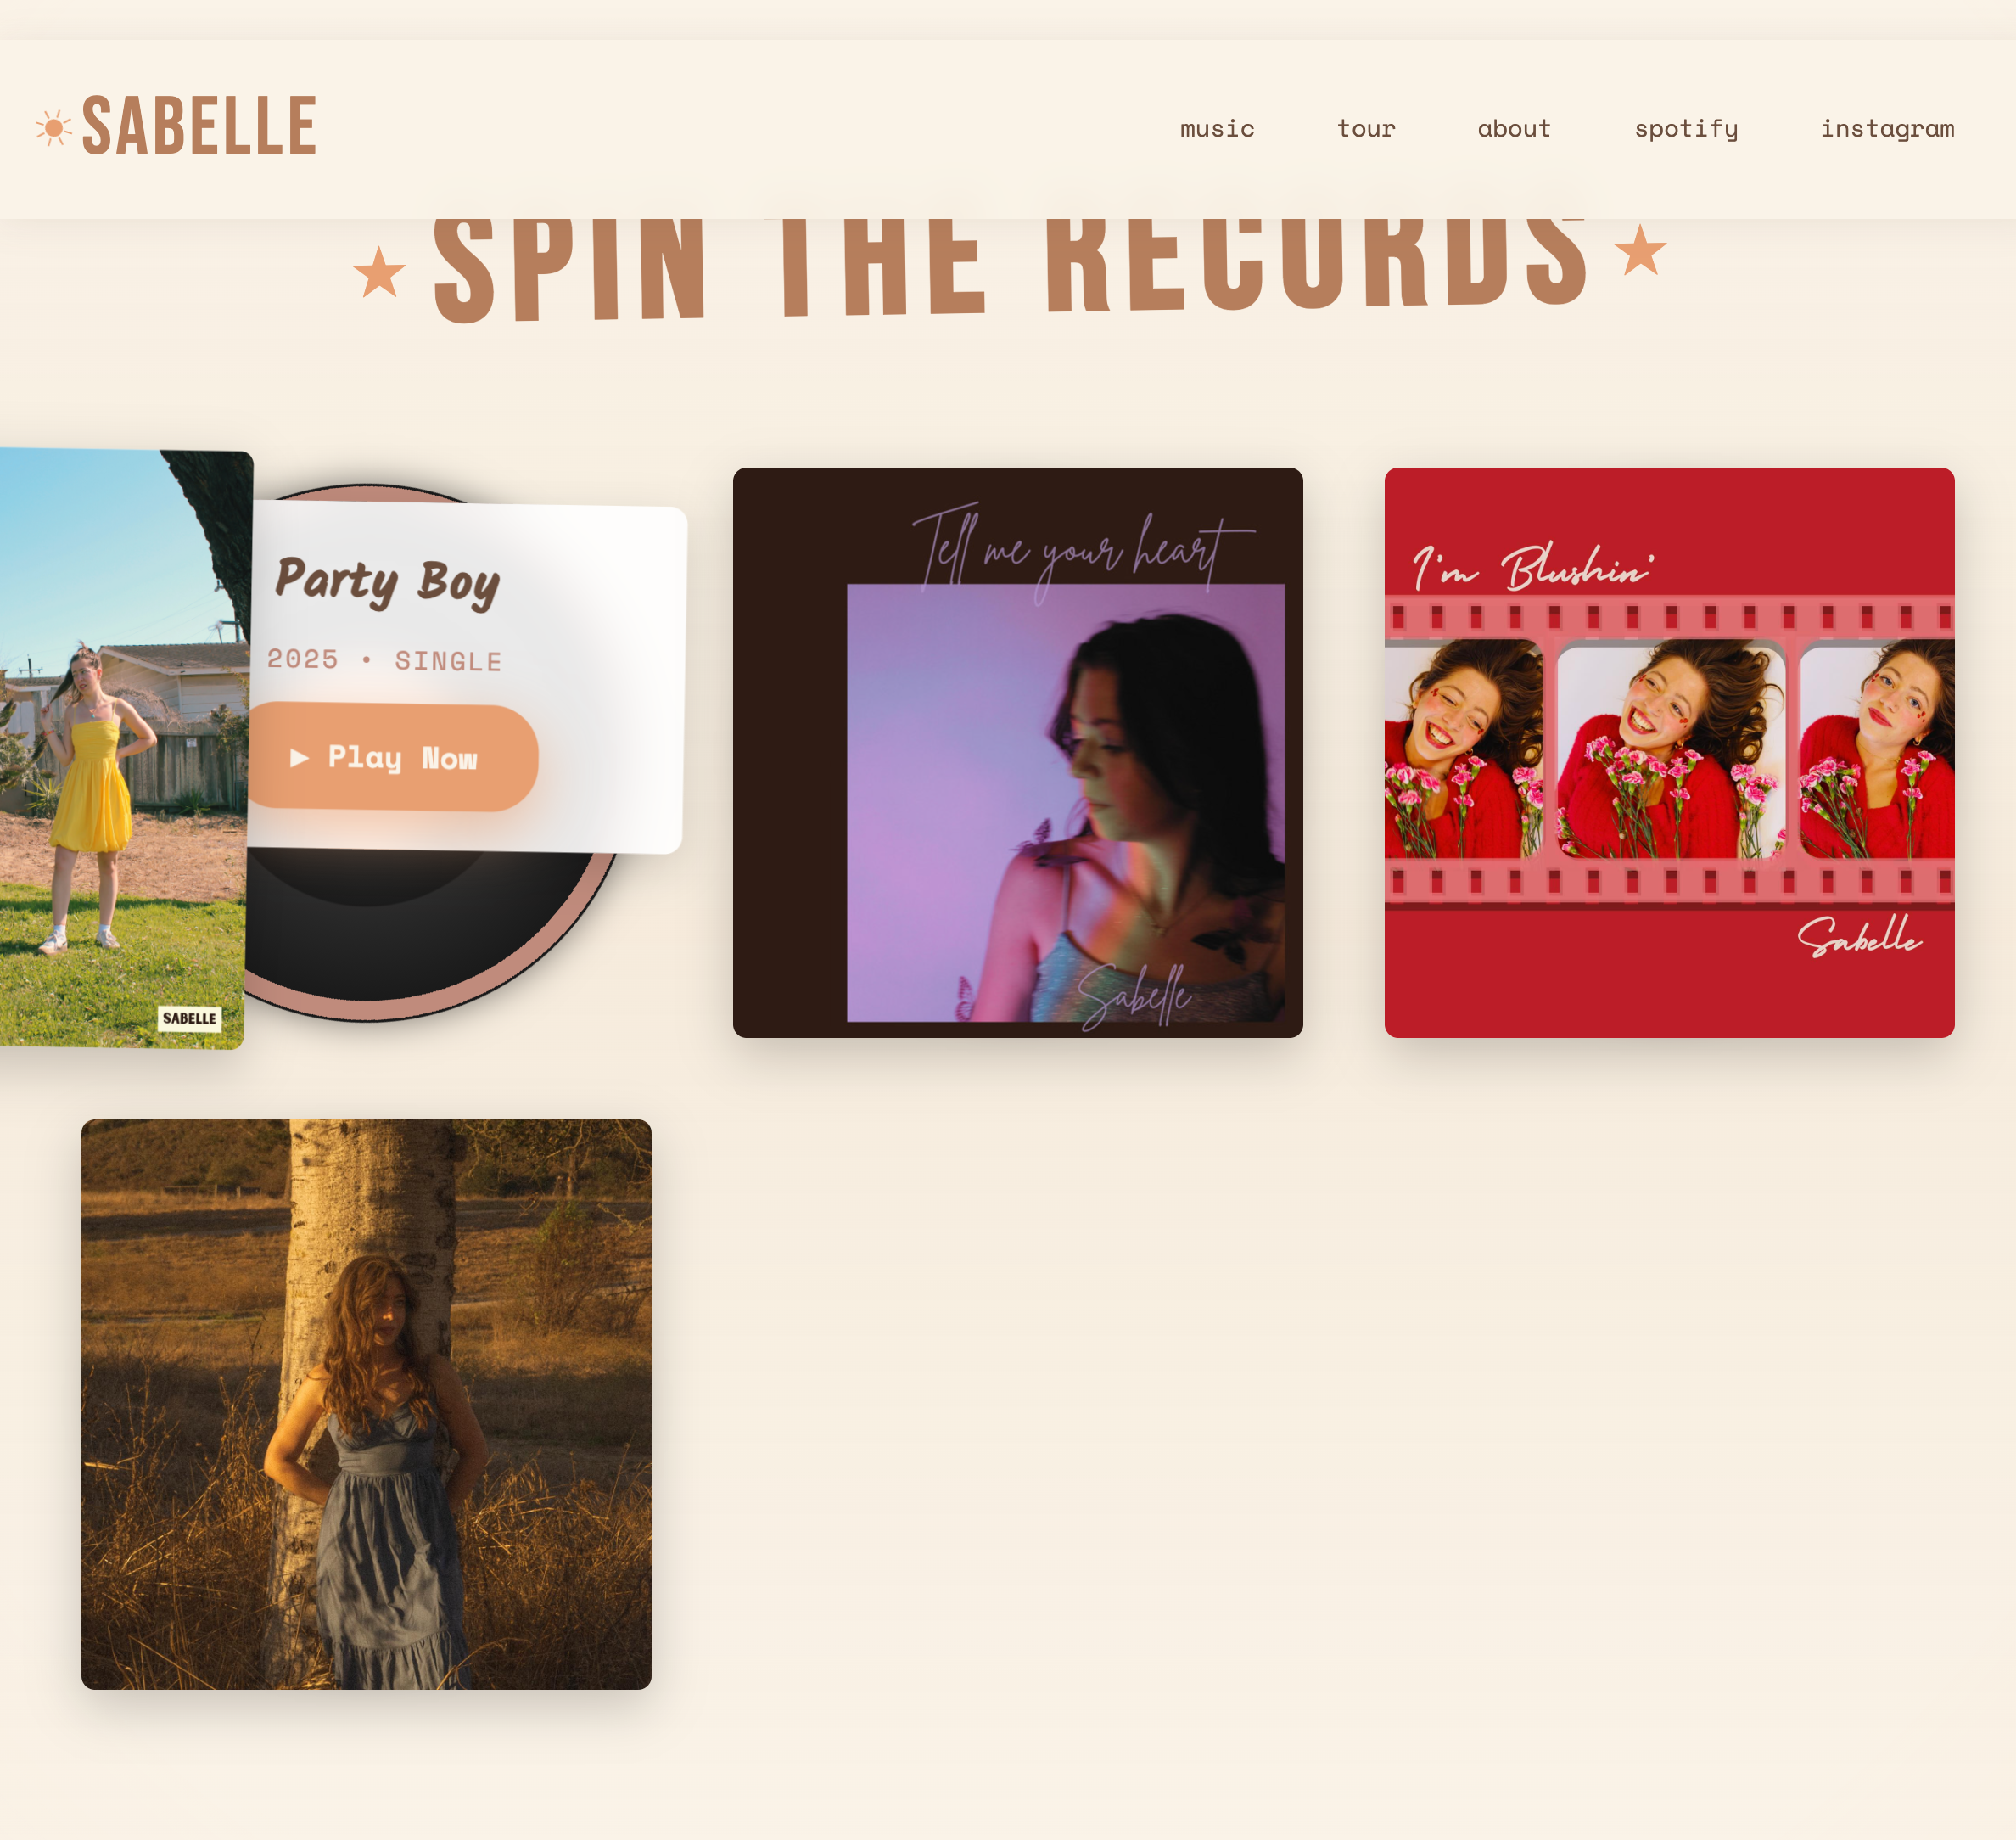 SABELLE
music tour about spotify instagram
★ SPIN THE RECORDS ★
Party Boy
2025 • SINGLE
▶ Play Now
SABELLE
Tell me your heart
Sabelle
I'm Blushin'
Sabelle